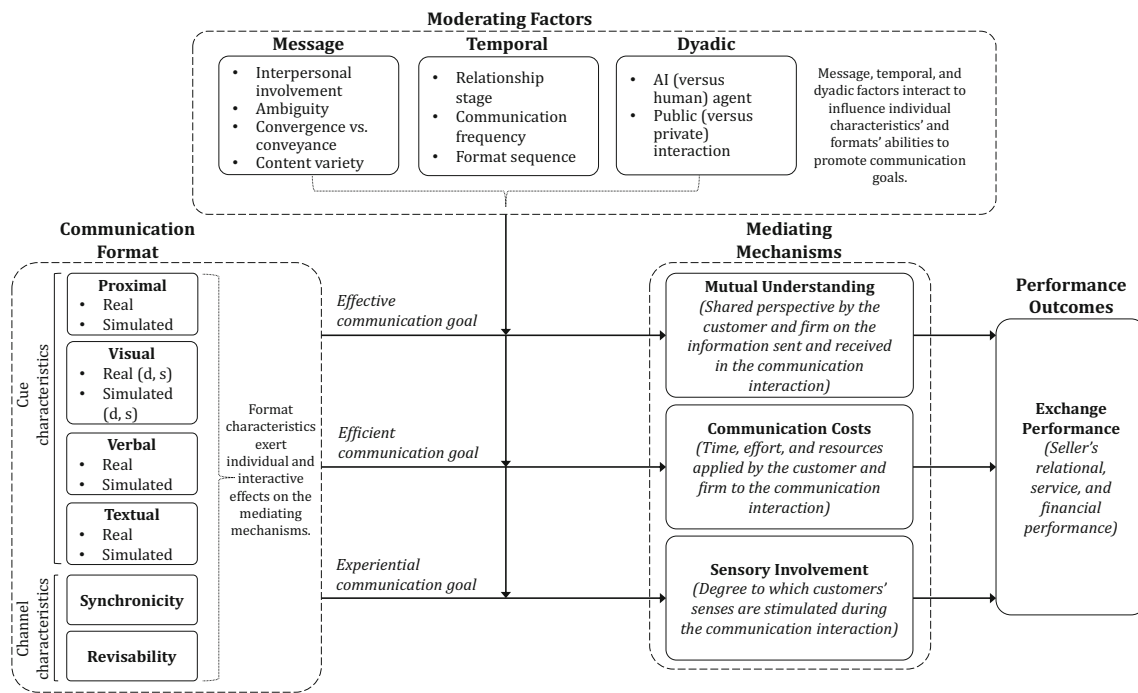 Moderating Factors
Message
• Interpersonal
involvement
• Ambiguity
• Convergence vs.
conveyance
• Content variety
Temporal
• Relationship
stage
• Communication
frequency
• Format sequence
Dyadic
• AI (versus
human) agent
• Public (versus
private)
interaction
Message, temporal, and
dyadic factors interact to
influence individual
characteristics’ and
formats’ abilities to
promote communication
goals.
Communication
Format
Cue
characteristics
Proximal
• Real
• Simulated
Visual
• Real (d, s)
• Simulated
(d, s)
Verbal
• Real
• Simulated
Textual
• Real
• Simulated
Channel
characteristics
Synchronicity
Revisability
Format
characteristics
exert
individual and
interactive
effects on the
mediating
mechanisms.
Effective
communication goal
Efficient
communication goal
Experiential
communication goal
Mediating
Mechanisms
Mutual Understanding
(Shared perspective by the
customer and firm on the
information sent and received
in the communication
interaction)
Communication Costs
(Time, effort, and resources
applied by the customer and
firm to the communication
interaction)
Sensory Involvement
(Degree to which customers’
senses are stimulated during
the communication interaction)
Performance
Outcomes
Exchange
Performance
(Seller’s
relational,
service, and
financial
performance)